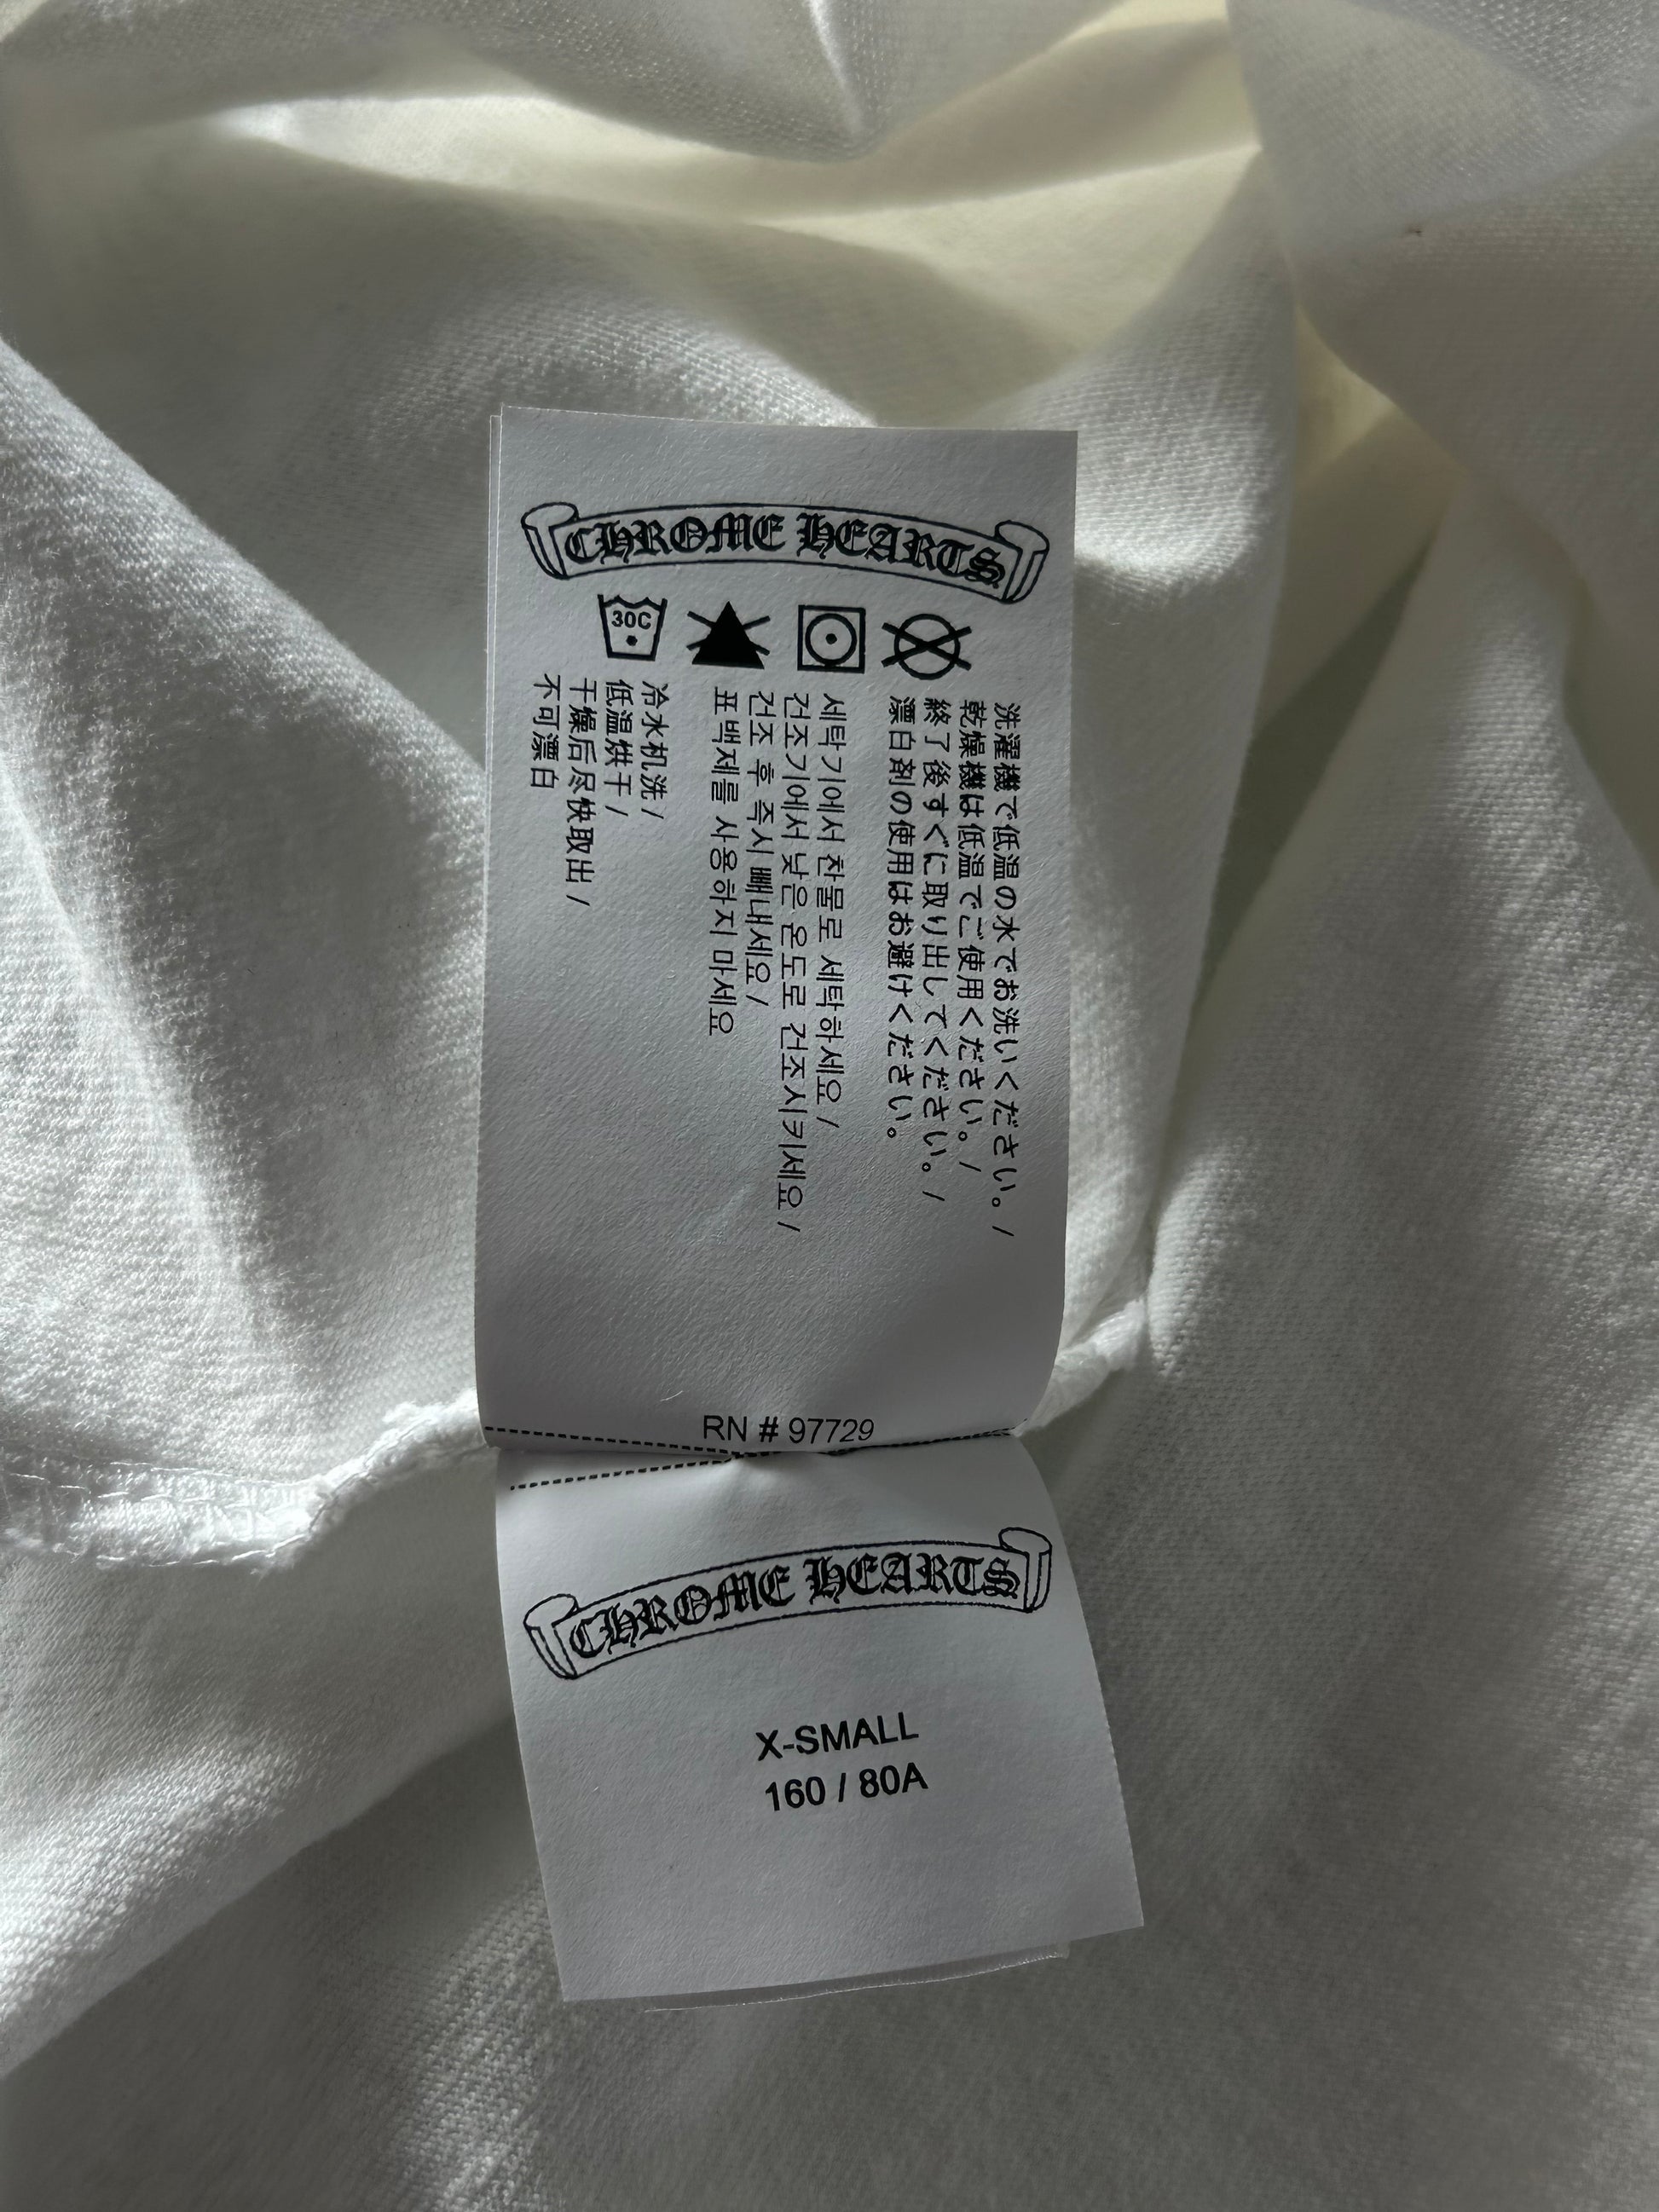 CHROME HEARTS
30C
洗濯機で低温の水でお洗いください。/
乾燥機は低温でご使用ください。/
終了後すぐに取り出してください。/
漂白剤の使用はお避けください。
세탁기에서 찬물로 세탁하세요 /
건조기에서 낮은 온도로 건조시키세요 /
건조 후 즉시 빼내세요 /
표백제를 사용하지 마세요
冷水机洗 /
低温烘干 /
干燥后尽快取出 /
不可漂白
RN # 97729
CHROME HEARTS
X-SMALL
160 / 80A